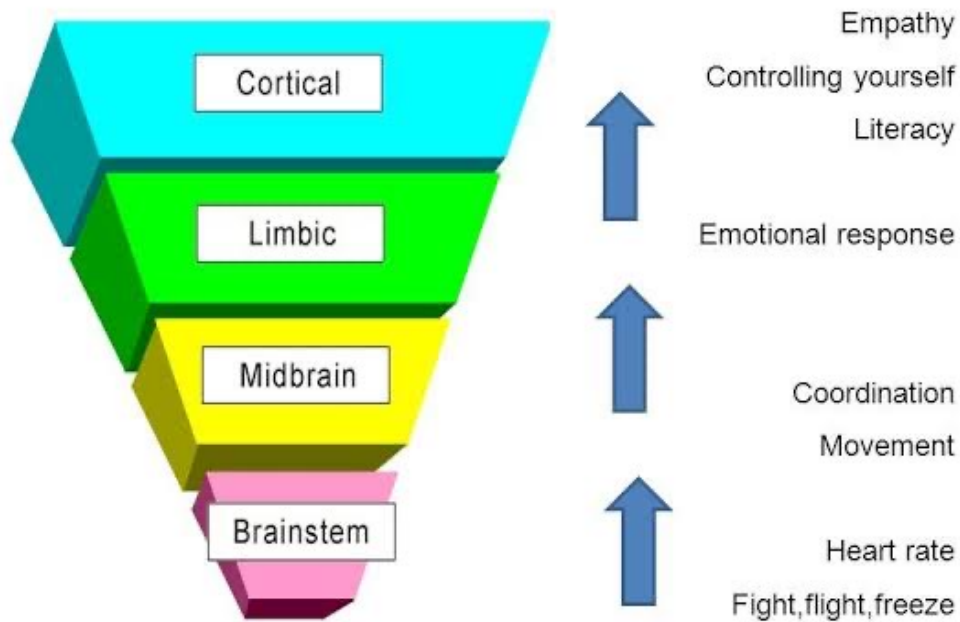 Empathy
Cortical
Controlling yourself
Literacy
Limbic
Emotional response
Midbrain
Coordination
Movement
Brainstem
Heart rate
Fight,flight,freeze